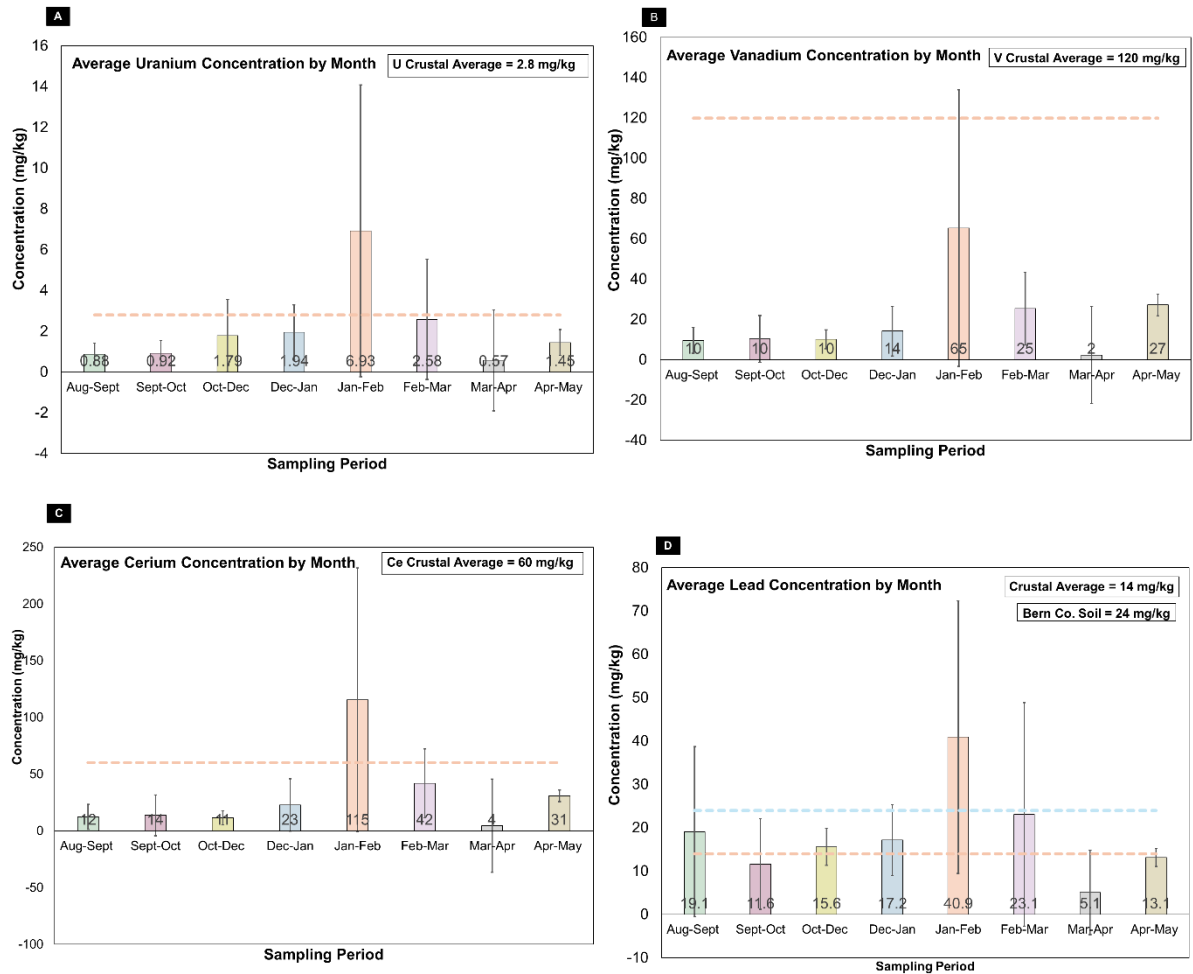 A
Average Uranium Concentration by Month
U Crustal Average = 2.8 mg/kg
Concentration (mg/kg)
16
14
12
10
8
6
4
2
0
-2
-4
0.88
0.92
1.79
1.94
6.93
2.58
0.57
1.45
Aug-Sept
Sept-Oct
Oct-Dec
Dec-Jan
Jan-Feb
Feb-Mar
Mar-Apr
Apr-May
Sampling Period
B
Average Vanadium Concentration by Month
V Crustal Average = 120 mg/kg
Concentration (mg/kg)
160
140
120
100
80
60
40
20
0
-20
-40
10
10
10
14
65
25
2
27
Aug-Sept
Sept-Oct
Oct-Dec
Dec-Jan
Jan-Feb
Feb-Mar
Mar-Apr
Apr-May
Sampling Period
C
Average Cerium Concentration by Month
Ce Crustal Average = 60 mg/kg
Concentration (mg/kg)
250
200
150
100
50
0
-50
-100
12
14
11
23
115
42
4
31
Aug-Sept
Sept-Oct
Oct-Dec
Dec-Jan
Jan-Feb
Feb-Mar
Mar-Apr
Apr-May
Sampling Period
D
Average Lead Concentration by Month
Crustal Average = 14 mg/kg
Bern Co. Soil = 24 mg/kg
Concentration (mg/kg)
80
70
60
50
40
30
20
10
0
-10
19.1
11.6
15.6
17.2
40.9
23.1
5.1
13.1
Aug-Sept
Sept-Oct
Oct-Dec
Dec-Jan
Jan-Feb
Feb-Mar
Mar-Apr
Apr-May
Sampling Period